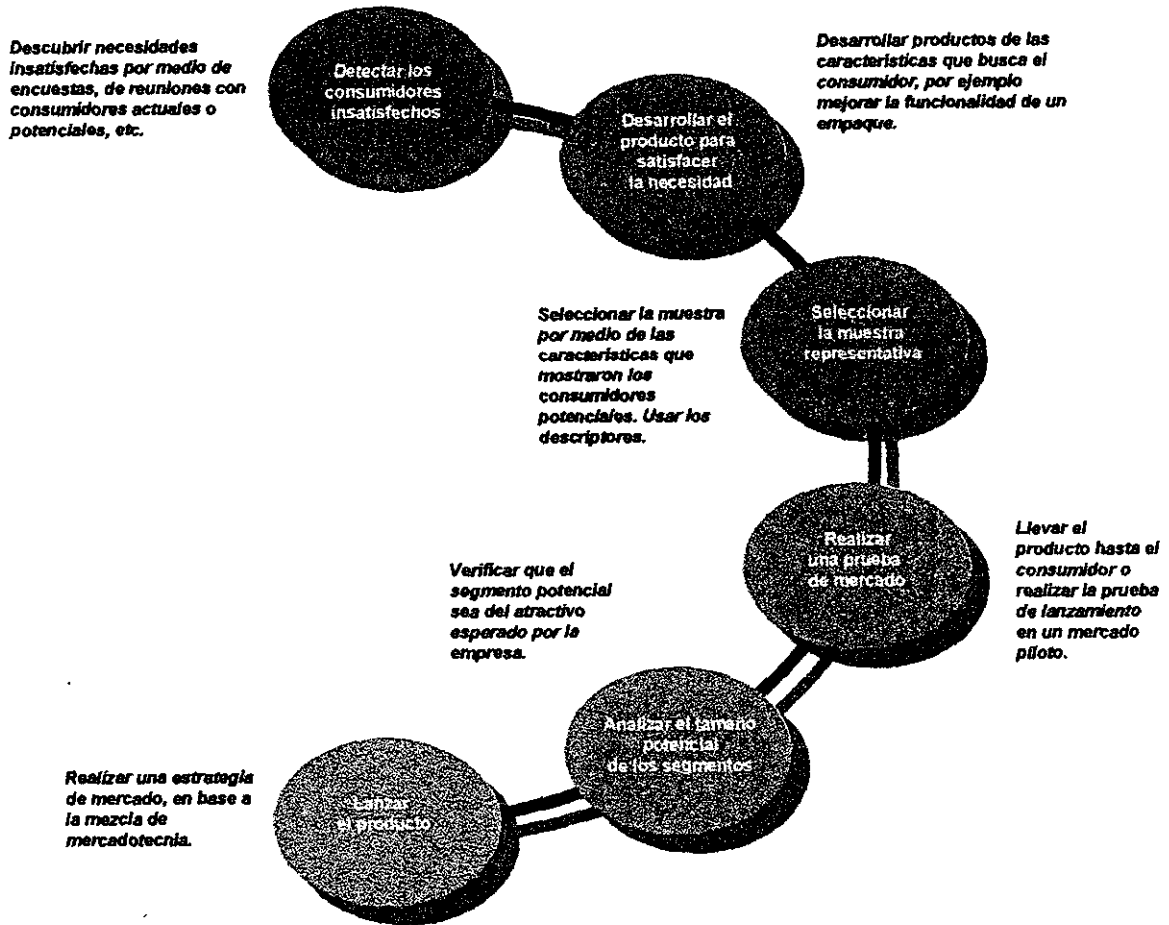 Descubrir necesidades
insatisfechas por medio de
encuestas, de reuniones con
consumidores actuales o
potenciales, etc.
Detectar los
consumidores
insatisfechos
Desarrollar el
producto para
satisfacer
la necesidad
Desarrollar productos de las
características que busca el
consumidor, por ejemplo
mejorar la funcionalidad de un
empaque.
Seleccionar la muestra
por medio de las
características que
mostraron los
consumidores
potenciales. Usar los
descriptores.
Seleccionar
la muestra
representativa
Realizar
una prueba
de mercado
Llevar el
producto hasta el
consumidor o
realizar la prueba
de lanzamiento
en un mercado
piloto.
Verificar que el
segmento potencial
sea del atractivo
esperado por la
empresa.
Analizar el tamaño
potencial
de los segmentos
Realizar una estrategia
de mercado, en base a
la mezcla de
mercadotecnia.
Lanzar
el producto